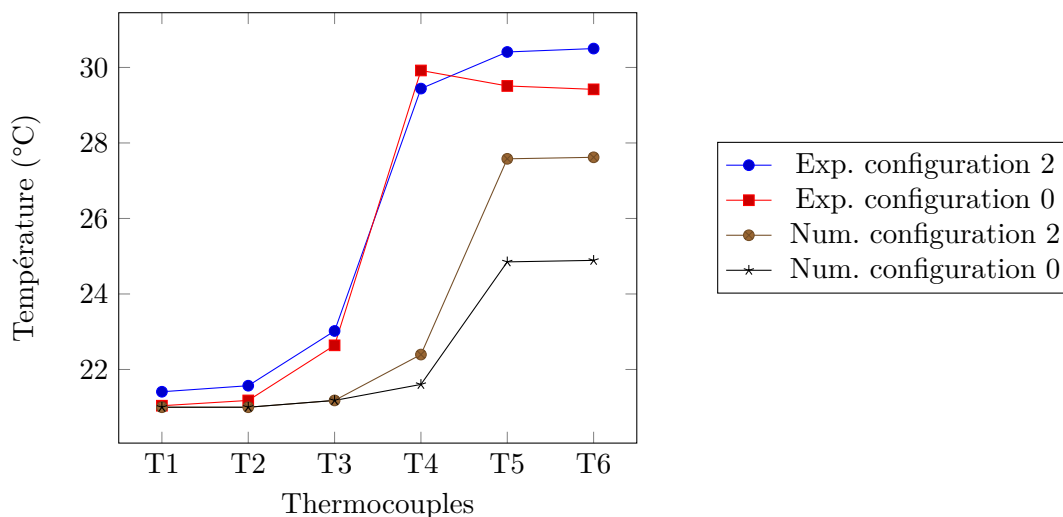 30
28
26
24
22
Température (°C)
T1 T2 T3 T4 T5 T6
Thermocouples
Exp. configuration 2
Exp. configuration 0
Num. configuration 2
Num. configuration 0